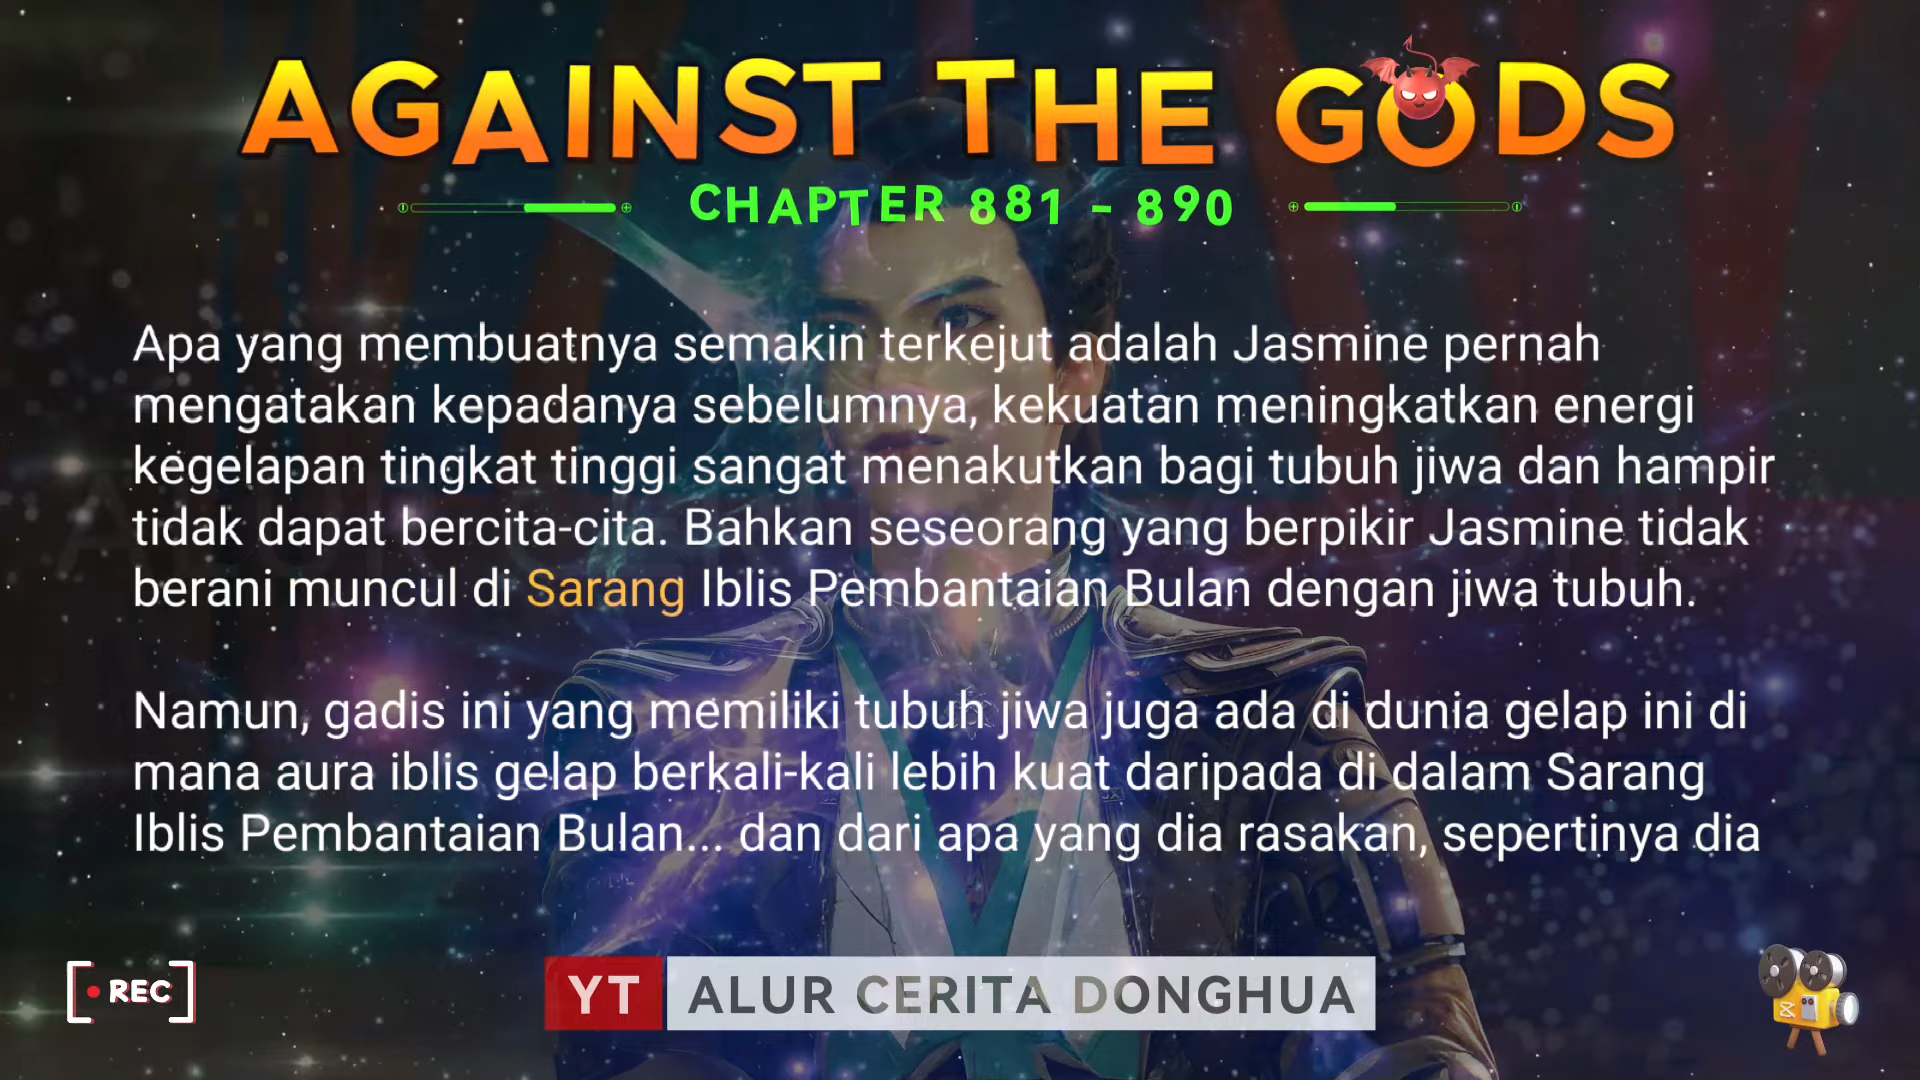 AGAINST THE GODS
CHAPTER 881 - 890
Apa yang membuatnya semakin terkejut adalah Jasmine pernah
mengatakan kepadanya sebelumnya, kekuatan meningkatkan energi
kegelapan tingkat tinggi sangat menakutkan bagi tubuh jiwa dan hampir
tidak dapat bercita-cita. Bahkan seseorang yang berpikir Jasmine tidak
berani muncul di Sarang Iblis Pembantaian Bulan dengan jiwa tubuh.
Namun, gadis ini yang memiliki tubuh jiwa juga ada di dunia gelap ini di
mana aura iblis gelap berkali-kali lebih kuat daripada di dalam Sarang
Iblis Pembantaian Bulan... dan dari apa yang dia rasakan, sepertinya dia
REC
YT ALUR CERITA DONGHUA